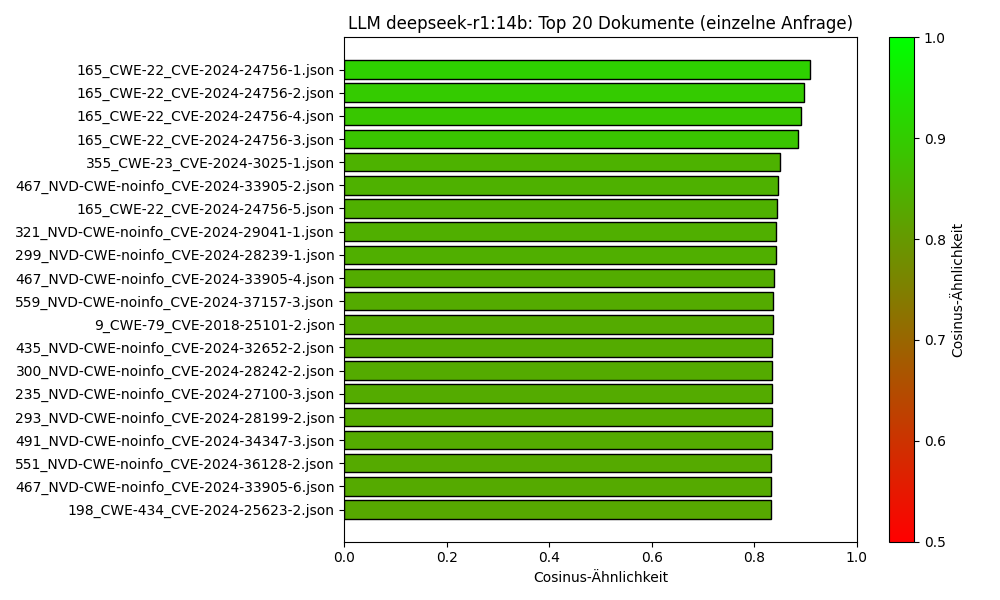 LLM deepseek-r1:14b: Top 20 Dokumente (einzelne Anfrage)
165_CWE-22_CVE-2024-24756-1.json
165_CWE-22_CVE-2024-24756-2.json
165_CWE-22_CVE-2024-24756-4.json
165_CWE-22_CVE-2024-24756-3.json
355_CWE-23_CVE-2024-3025-1.json
467_NVD-CWE-noinfo_CVE-2024-33905-2.json
165_CWE-22_CVE-2024-24756-5.json
321_NVD-CWE-noinfo_CVE-2024-29041-1.json
299_NVD-CWE-noinfo_CVE-2024-28239-1.json
467_NVD-CWE-noinfo_CVE-2024-33905-4.json
559_NVD-CWE-noinfo_CVE-2024-37157-3.json
9_CWE-79_CVE-2018-25101-2.json
435_NVD-CWE-noinfo_CVE-2024-32652-2.json
300_NVD-CWE-noinfo_CVE-2024-28242-2.json
235_NVD-CWE-noinfo_CVE-2024-27100-3.json
293_NVD-CWE-noinfo_CVE-2024-28199-2.json
491_NVD-CWE-noinfo_CVE-2024-34347-3.json
551_NVD-CWE-noinfo_CVE-2024-36128-2.json
467_NVD-CWE-noinfo_CVE-2024-33905-6.json
198_CWE-434_CVE-2024-25623-2.json
0.0 0.2 0.4 0.6 0.8 1.0
Cosinus-Ähnlichkeit
1.0
0.9
0.8
0.7
0.6
0.5
Cosinus-Ähnlichkeit